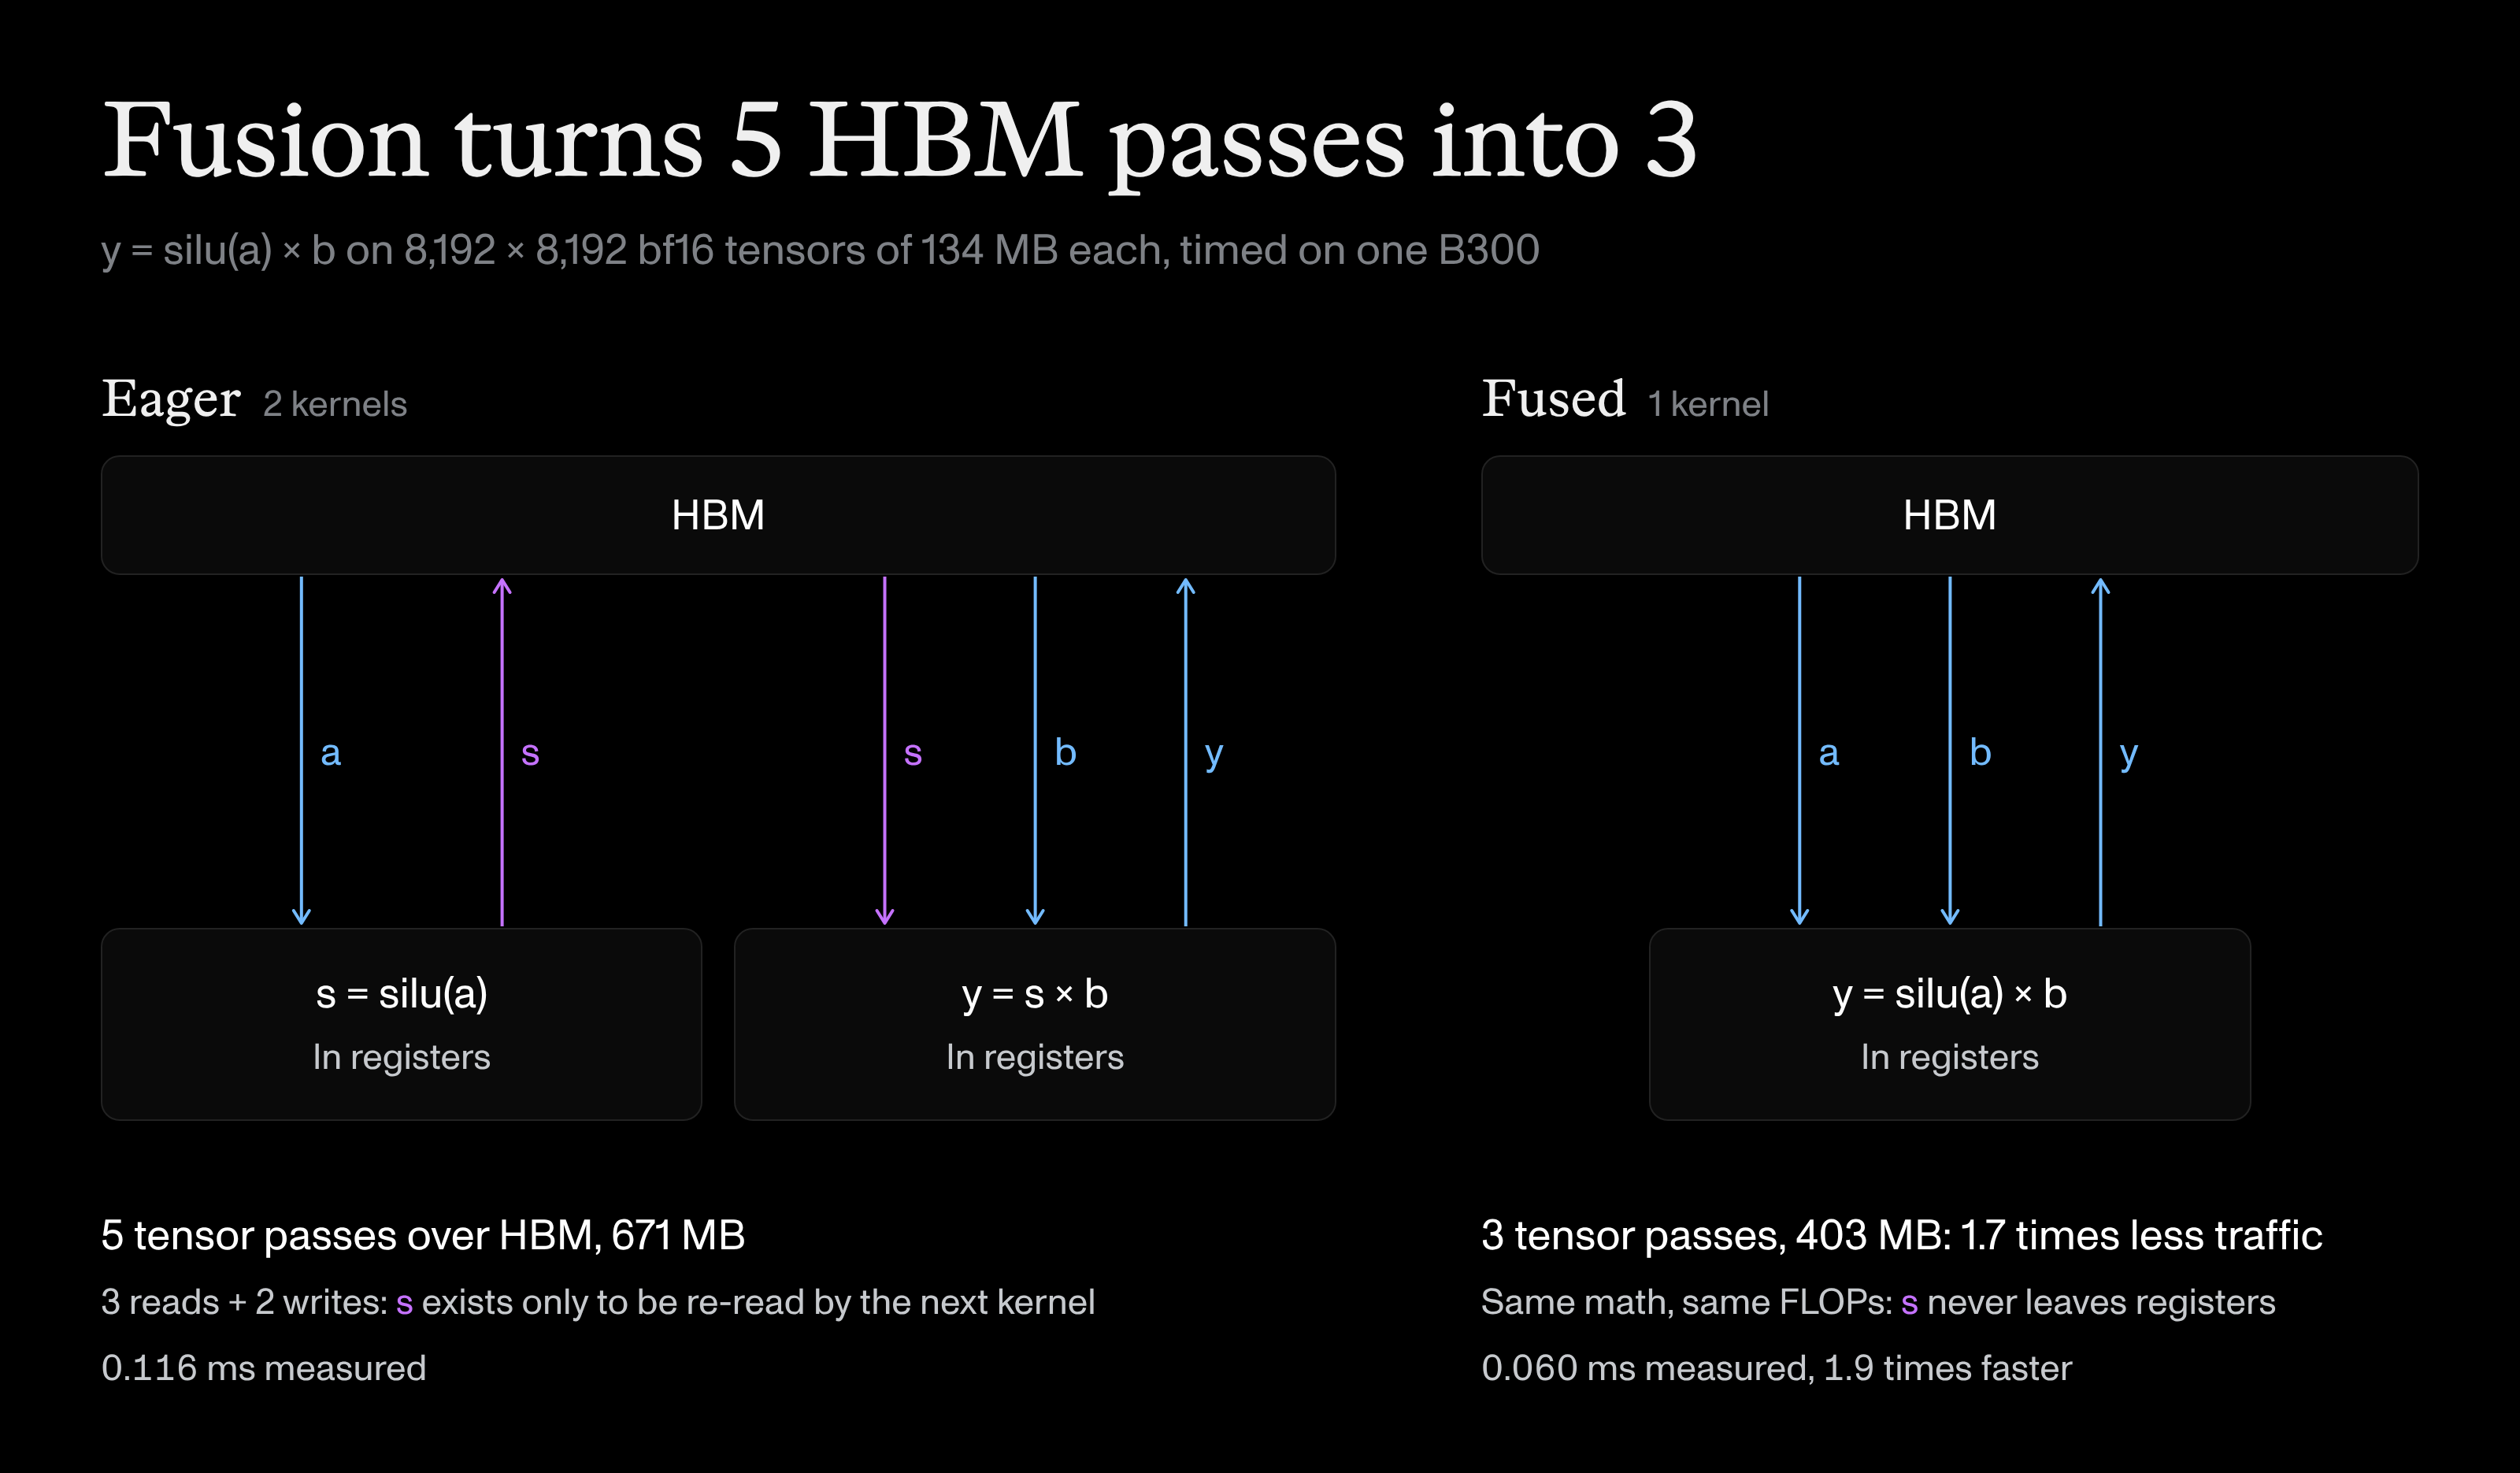 Fusion turns 5 HBM passes into 3
y = silu(a) × b on 8,192 × 8,192 bf16 tensors of 134 MB each, timed on one B300
Eager 2 kernels
HBM
a
s
s
b
y
s = silu(a)
In registers
y = s × b
In registers
5 tensor passes over HBM, 671 MB
3 reads + 2 writes: s exists only to be re-read by the next kernel
0.116 ms measured
Fused 1 kernel
HBM
a
b
y
y = silu(a) × b
In registers
3 tensor passes, 403 MB: 1.7 times less traffic
Same math, same FLOPs: s never leaves registers
0.060 ms measured, 1.9 times faster